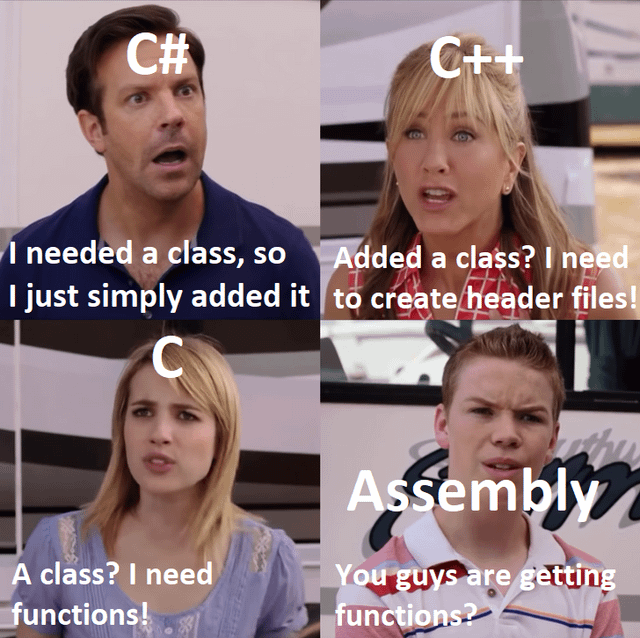 C#
I needed a class, so
I just simply added it
C++
Added a class? I need
to create header files!
C
A class? I need
functions!
Assembly
You guys are getting
functions?